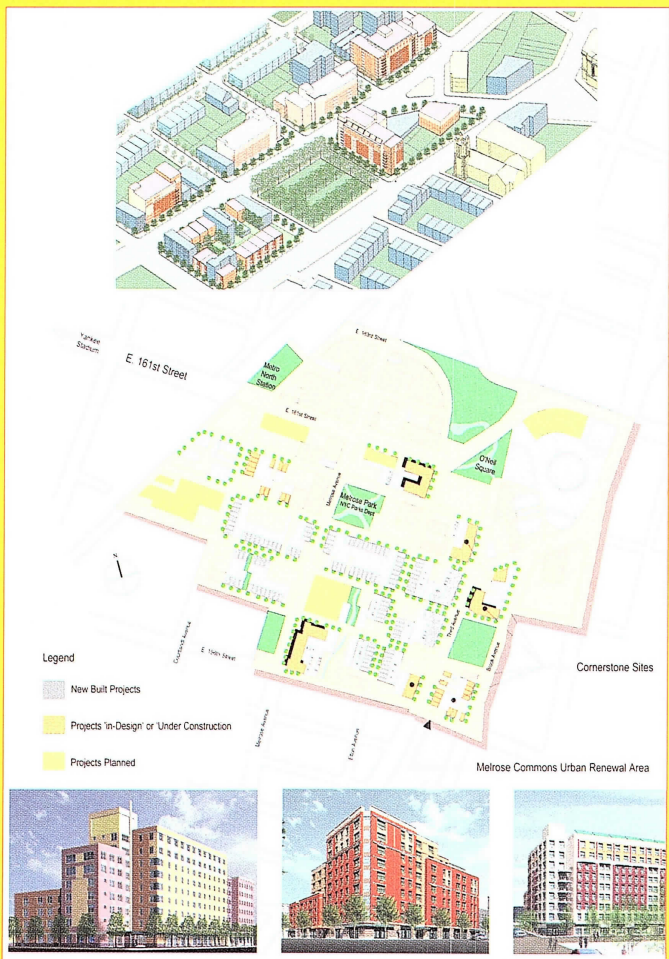 E. 163rd Street
Yankee
Stadium
E. 161st Street
Metro
North
Station
E. 161st Street
O'Neil
Square
Melrose Avenue
Melrose Park
NYC Parks Dept
N
Third Avenue
Brook Avenue
Courtlandt Avenue
E. 156th Street
Cornerstone Sites
Legend
New Built Projects
Projects 'in-Design' or 'Under Construction
Projects Planned
Melrose Avenue
Elton Avenue
Melrose Commons Urban Renewal Area